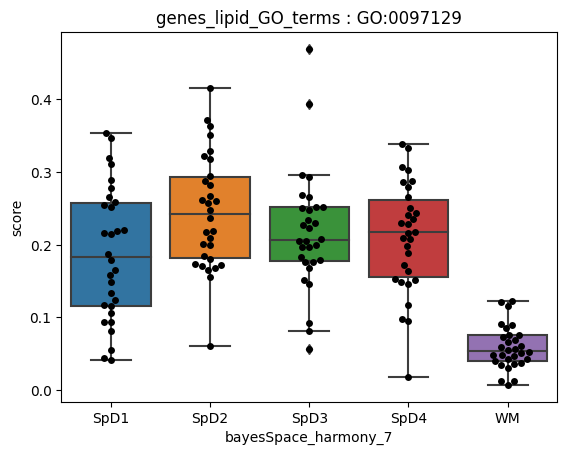 genes_lipid_GO_terms : GO:0097129
0.4
0.3
0.2
0.1
0.0
score
SpD1 SpD2 SpD3 SpD4 WM
bayesSpace_harmony_7